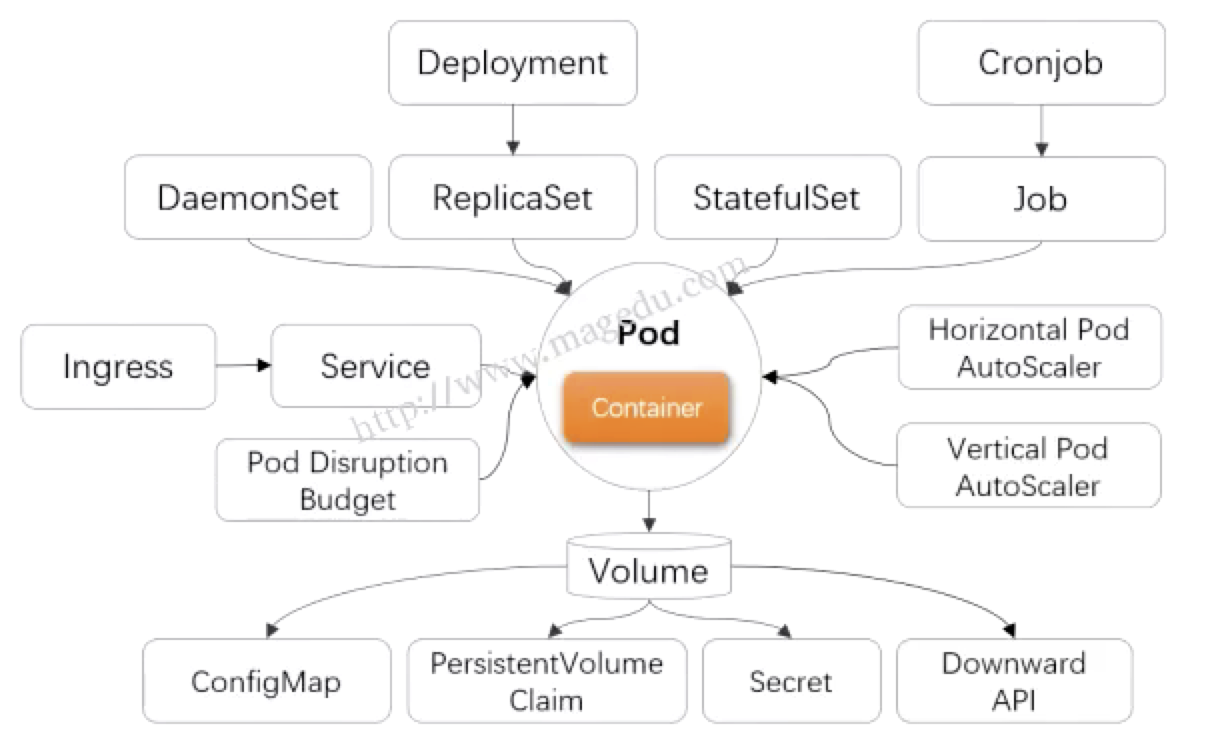 Deployment
Cronjob
DaemonSet
ReplicaSet
StatefulSet
Job
http://www.magedu.com
Pod
Container
Ingress
Service
Pod Disruption
Budget
Horizontal Pod
AutoScaler
Vertical Pod
AutoScaler
Volume
ConfigMap
PersistentVolume
Claim
Secret
Downward
API